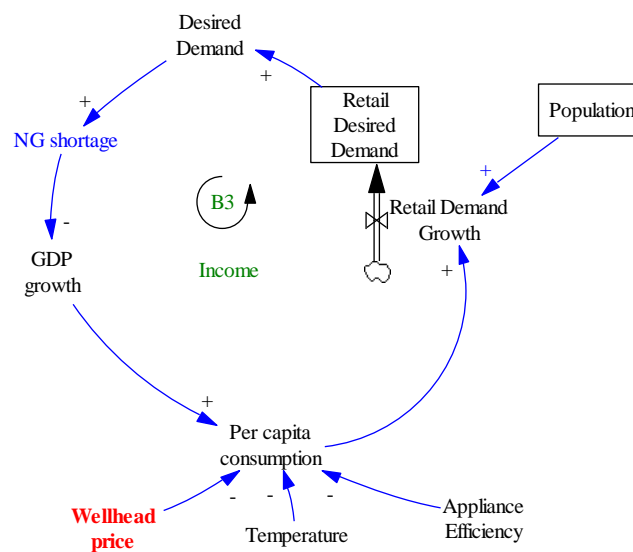 Desired
Demand
+
+
Retail
Desired
Demand
Population
NG shortage
+
B3
Retail Demand
Growth
-
GDP
growth
Income
+
+
Per capita
consumption
-
-
-
Wellhead
price
Temperature
Appliance
Efficiency